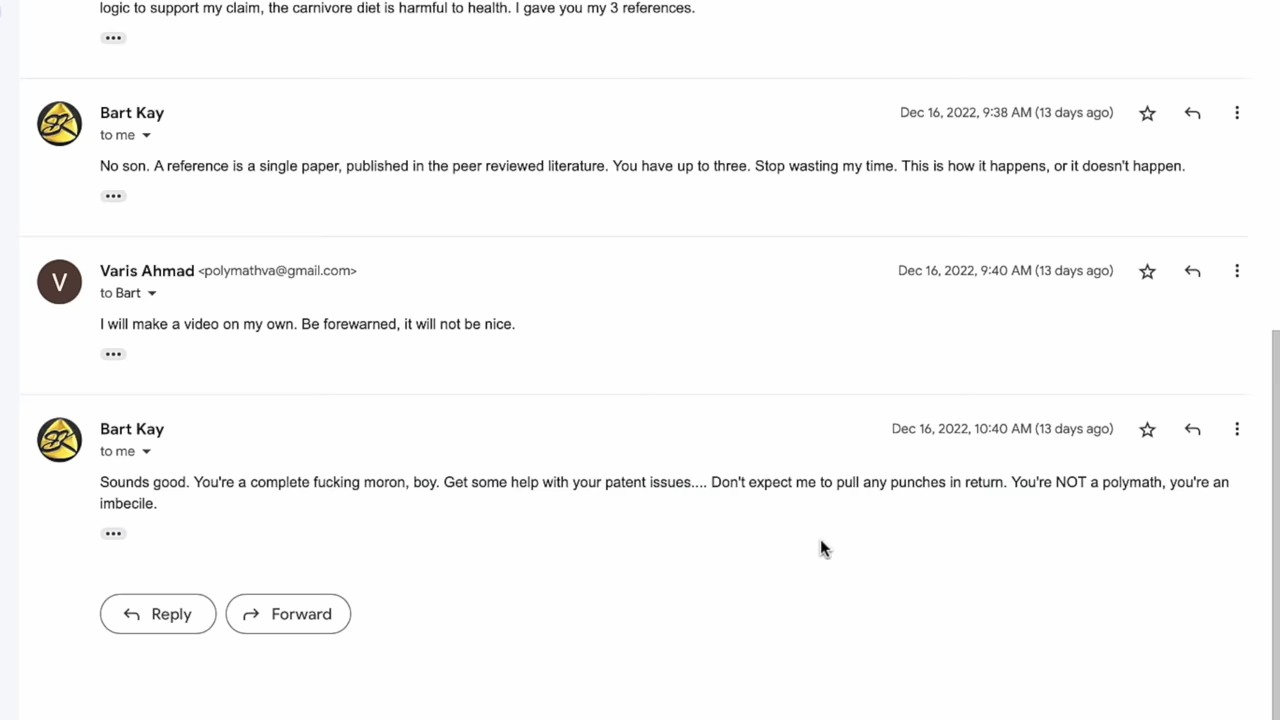 logic to support my claim, the carnivore diet is harmful to health. I gave you my 3 references.
Bart Kay
Dec 16, 2022, 9:38 AM (13 days ago)
to me
No son. A reference is a single paper, published in the peer reviewed literature. You have up to three. Stop wasting my time. This is how it happens, or it doesn't happen.
V
Varis Ahmad <polymathva@gmail.com>
Dec 16, 2022, 9:40 AM (13 days ago)
to Bart
I will make a video on my own. Be forewarned, it will not be nice.
Bart Kay
Dec 16, 2022, 10:40 AM (13 days ago)
to me
Sounds good. You're a complete fucking moron, boy. Get some help with your patent issues.... Don't expect me to pull any punches in return. You're NOT a polymath, you're an
imbecile.
Reply
Forward